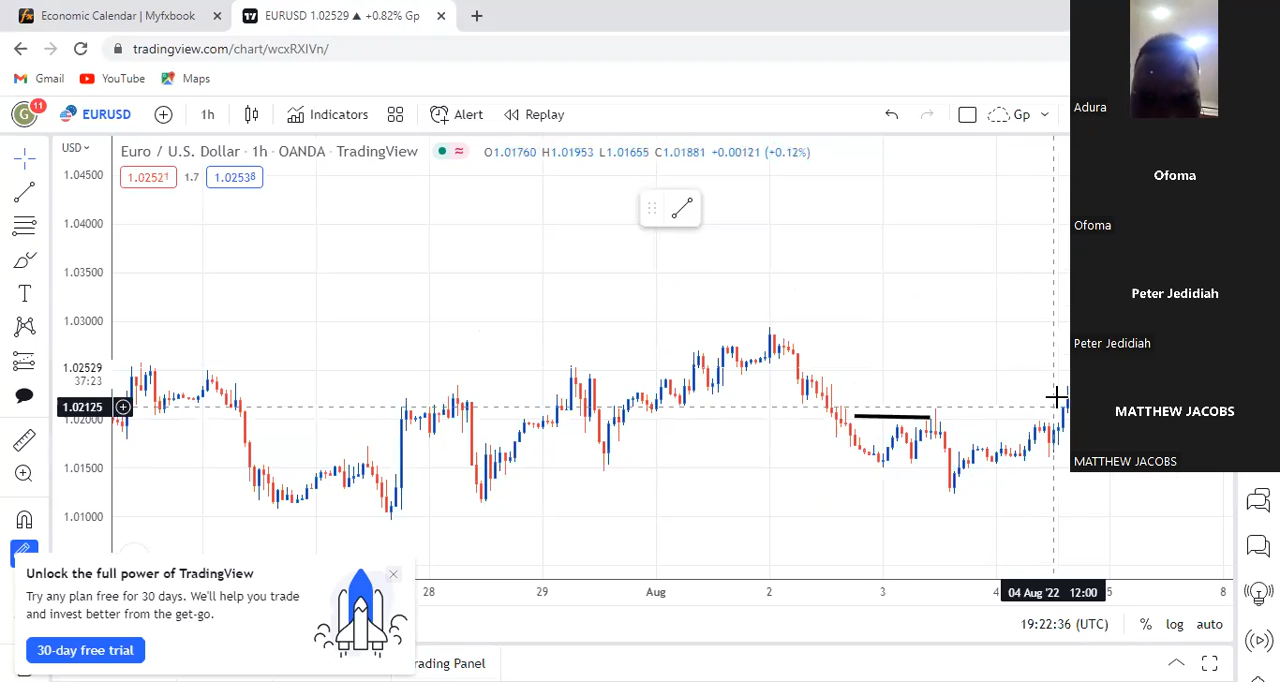 Economic Calendar | Myfxbook
EURUSD 1.02529 ▲ +0.82% Gp
tradingview.com/chart/wcxRXIVn/
Gmail YouTube Maps
G 11 EURUSD 1h Indicators Alert Replay Gp
USD Euro / U.S. Dollar · 1h · OANDA · TradingView O1.01760 H1.01953 L1.01655 C1.01881 +0.00121 (+0.12%)
1.02521 1.7 1.02538
1.04500
1.04000
1.03500
1.03000
1.02529
37:23
1.02125
1.02000
1.01500
1.01000
28 29 Aug 2 3 4 04 Aug '22 12:00 5 8
19:22:36 (UTC) % log auto
Unlock the full power of TradingView
Try any plan free for 30 days. We'll help you trade
and invest better from the get-go.
30-day free trial
rading Panel
Adura
Ofoma
Ofoma
Peter Jedidiah
Peter Jedidiah
MATTHEW JACOBS
MATTHEW JACOBS